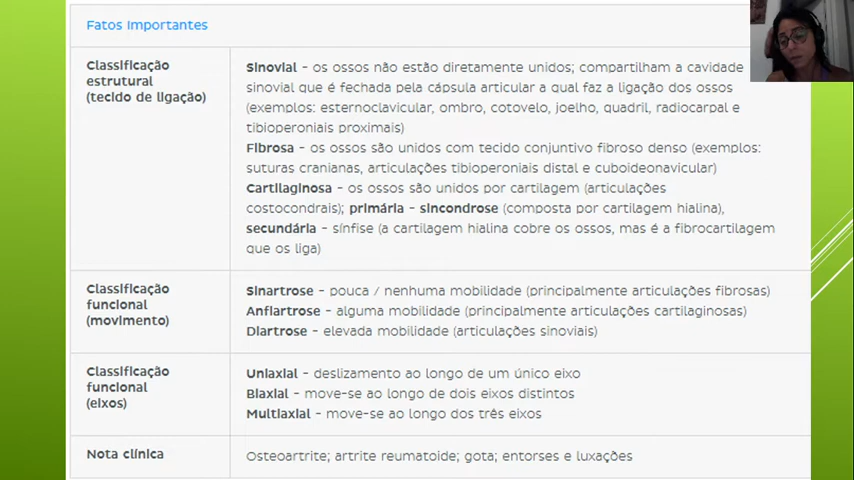 Fatos Importantes
Classificação
estrutural
(tecido de ligação)
Sinovial - os ossos não estão diretamente unidos; compartilham a cavidade
sinovial que é fechada pela cápsula articular a qual faz a ligação dos ossos
(exemplos: esternoclavicular, ombro, cotovelo, joelho, quadril, radiocarpal e
tibioperoniais proximais)
Fibrosa - os ossos são unidos com tecido conjuntivo fibroso denso (exemplos:
suturas cranianas, articulações tibioperoniais distal e cuboideonavicular)
Cartilaginosa - os ossos são unidos por cartilagem (articulações
costocondrais); primária - sincondrose (composta por cartilagem hialina),
secundária - sínfise (a cartilagem hialina cobre os ossos, mas é a fibrocartilagem
que os liga)
Classificação
funcional
(movimento)
Sinartrose - pouca / nenhuma mobilidade (principalmente articulações fibrosas)
Anfiartrose - alguma mobilidade (principalmente articulações cartilaginosas)
Diartrose - elevada mobilidade (articulações sinoviais)
Classificação
funcional
(eixos)
Uniaxial - deslizamento ao longo de um único eixo
Biaxial - move-se ao longo de dois eixos distintos
Multiaxial - move-se ao longo dos três eixos
Nota clínica
Osteoartrite; artrite reumatoide; gota; entorses e luxações